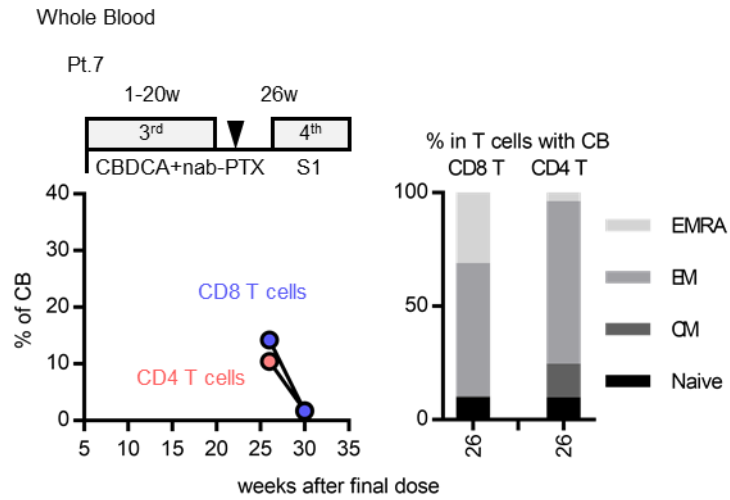 Whole Blood
Pt.7
1-20w 26w
3rd 4th
CBDCA+nab-PTX S1
% in T cells with CB
CD8 T CD4 T
40
30
20
10
0
% of CB
CD8 T cells
CD4 T cells
5 10 15 20 25 30 35
weeks after final dose
100
50
0
26 26
EMRA
EM
CM
Naive